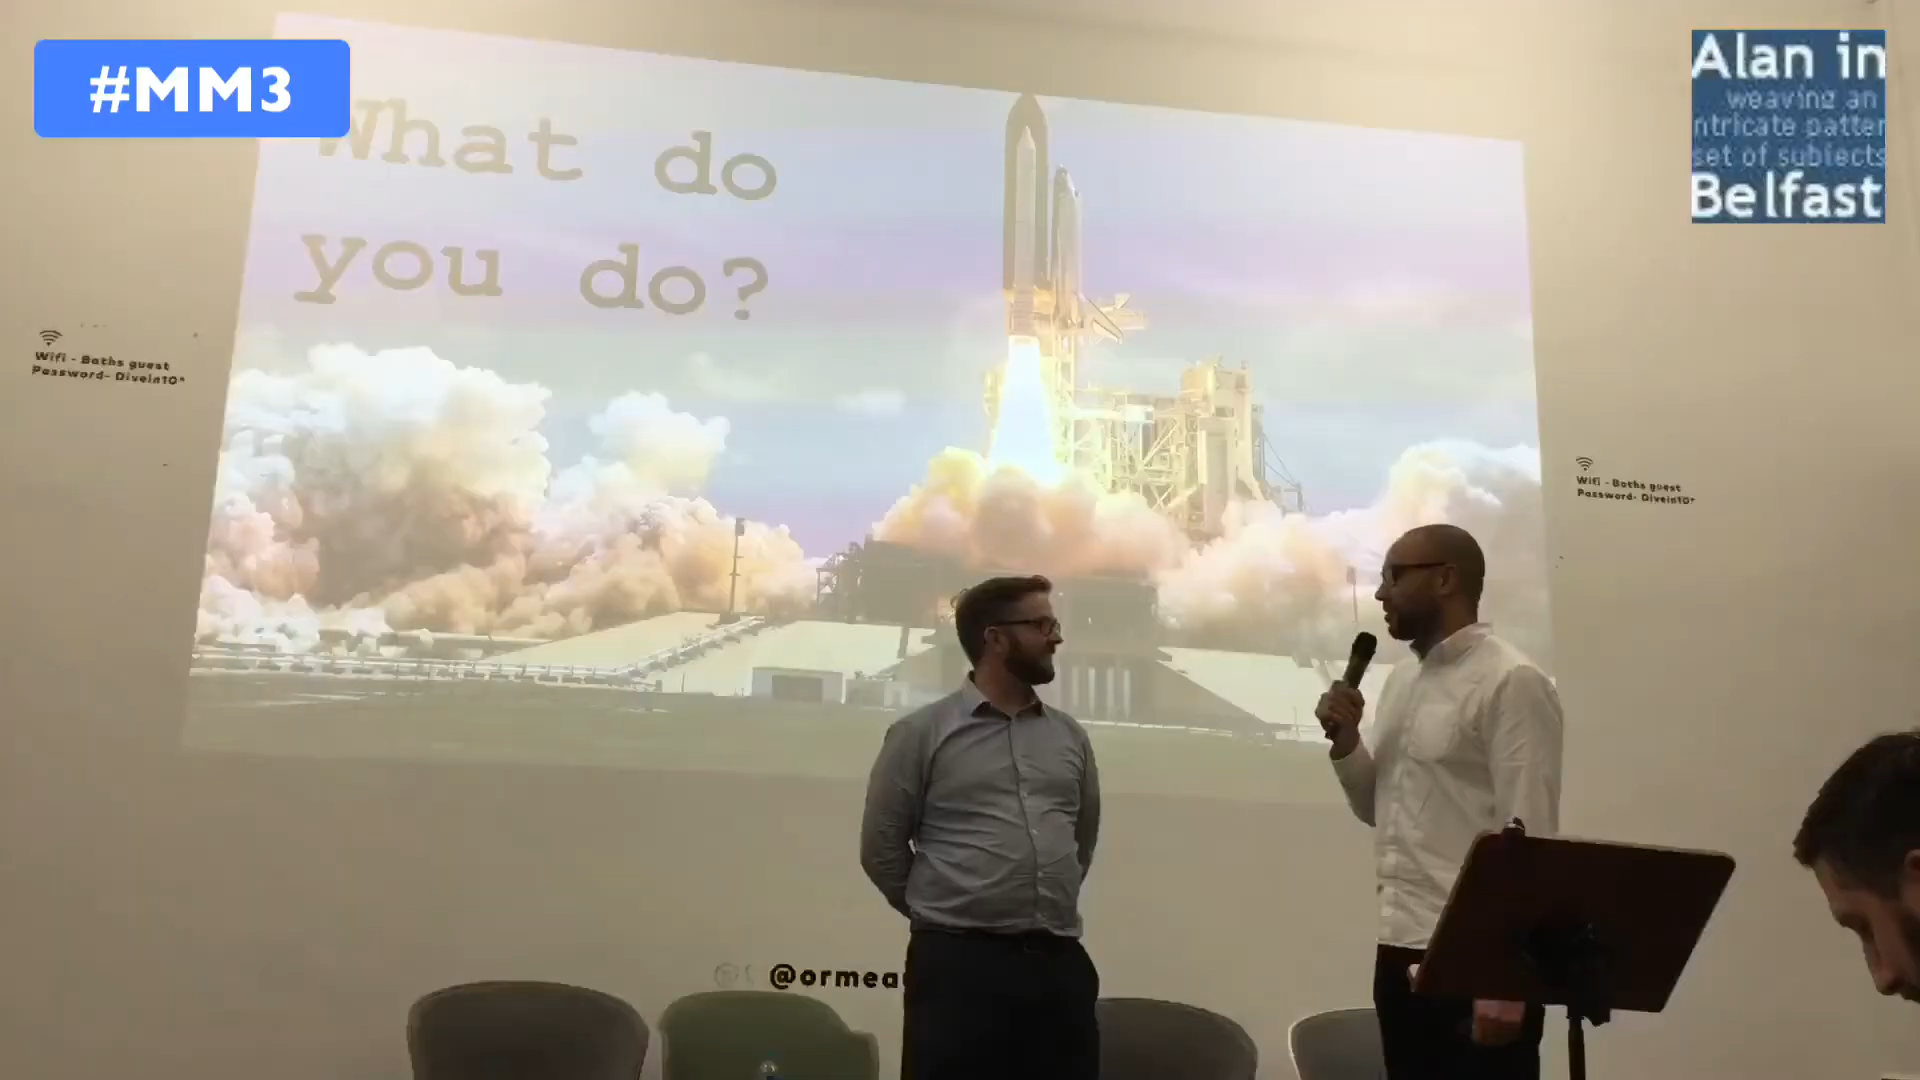 #MM3
What do
you do?
Alan in
weaving an
ntricate patter
set of subjects
Belfast
Wifi - Baths guest
Password- Divein10*
Wifi - Baths guest
Password- Divein10*
@ormea